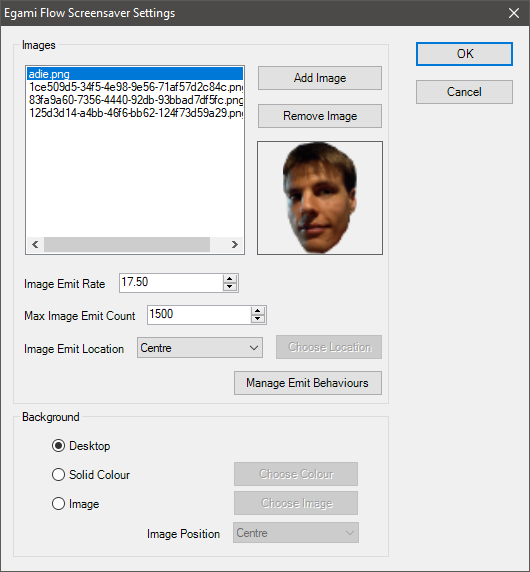 Egami Flow Screensaver Settings
Images
adie.png
1ce509d5-34f5-4e98-9e56-71af57d2c84c.png
83fa9a60-7356-4440-92db-93bbad7df5fc.png
125d3d14-a4bb-46f6-bb62-124f73d59a29.png
Add Image
Remove Image
OK
Cancel
Image Emit Rate 17.50
Max Image Emit Count 1500
Image Emit Location Centre Choose Location
Manage Emit Behaviours
Background
Desktop
Solid Colour Choose Colour
Image Choose Image
Image Position Centre